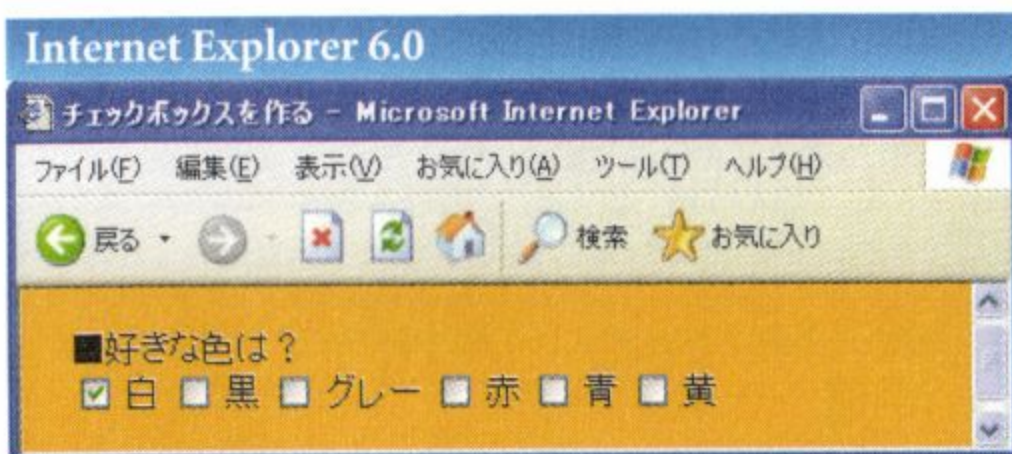 Internet Explorer 6.0
チェックボックスを作る - Microsoft Internet Explorer
ファイル(F) 編集(E) 表示(V) お気に入り(A) ツール(T) ヘルプ(H)
戻る 検索 お気に入り
■好きな色は？
白 黒 グレー 赤 青 黄